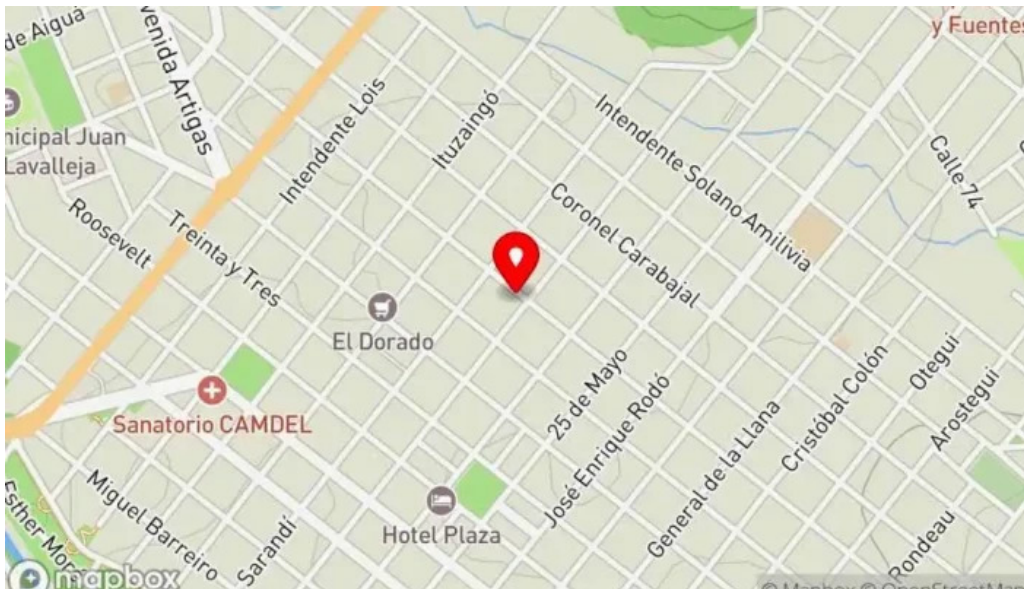 de Aiguá
venida Artigas
y Fuentes
nicipal Juan
Lavalleja
Intendente Lois
Ituzaingó
Intendente Solano Amilivia
Calle 74
Coronel Carabajal
Roosevelt
Treinta y Tres
El Dorado
Sanatorio CAMDEL
25 de Mayo
José Enrique Rodó
General de la Llana
Cristóbal Colón
Otegui
Arostegui
Hotel Plaza
Miguel Barreiro
Sarandí
Rondeau
Esther Mor
mapbox
© Mapbox © OpenStreetMap